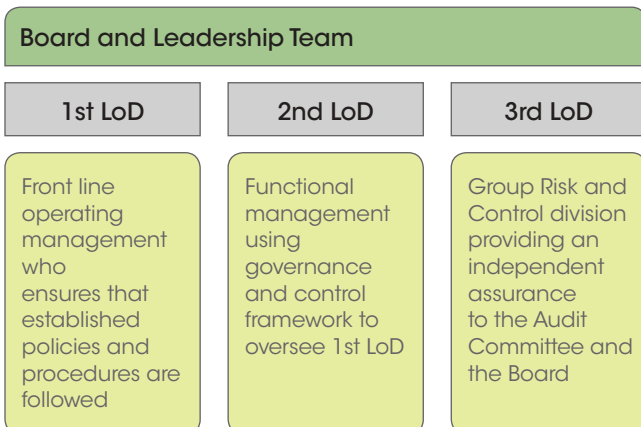 Board and Leadership Team
1st LoD
2nd LoD
3rd LoD
Front line
operating
management
who
ensures that
established
policies and
procedures are
followed
Functional
management
using
governance
and control
framework to
oversee 1st LoD
Group Risk and
Control division
providing an
independent
assurance
to the Audit
Committee and
the Board